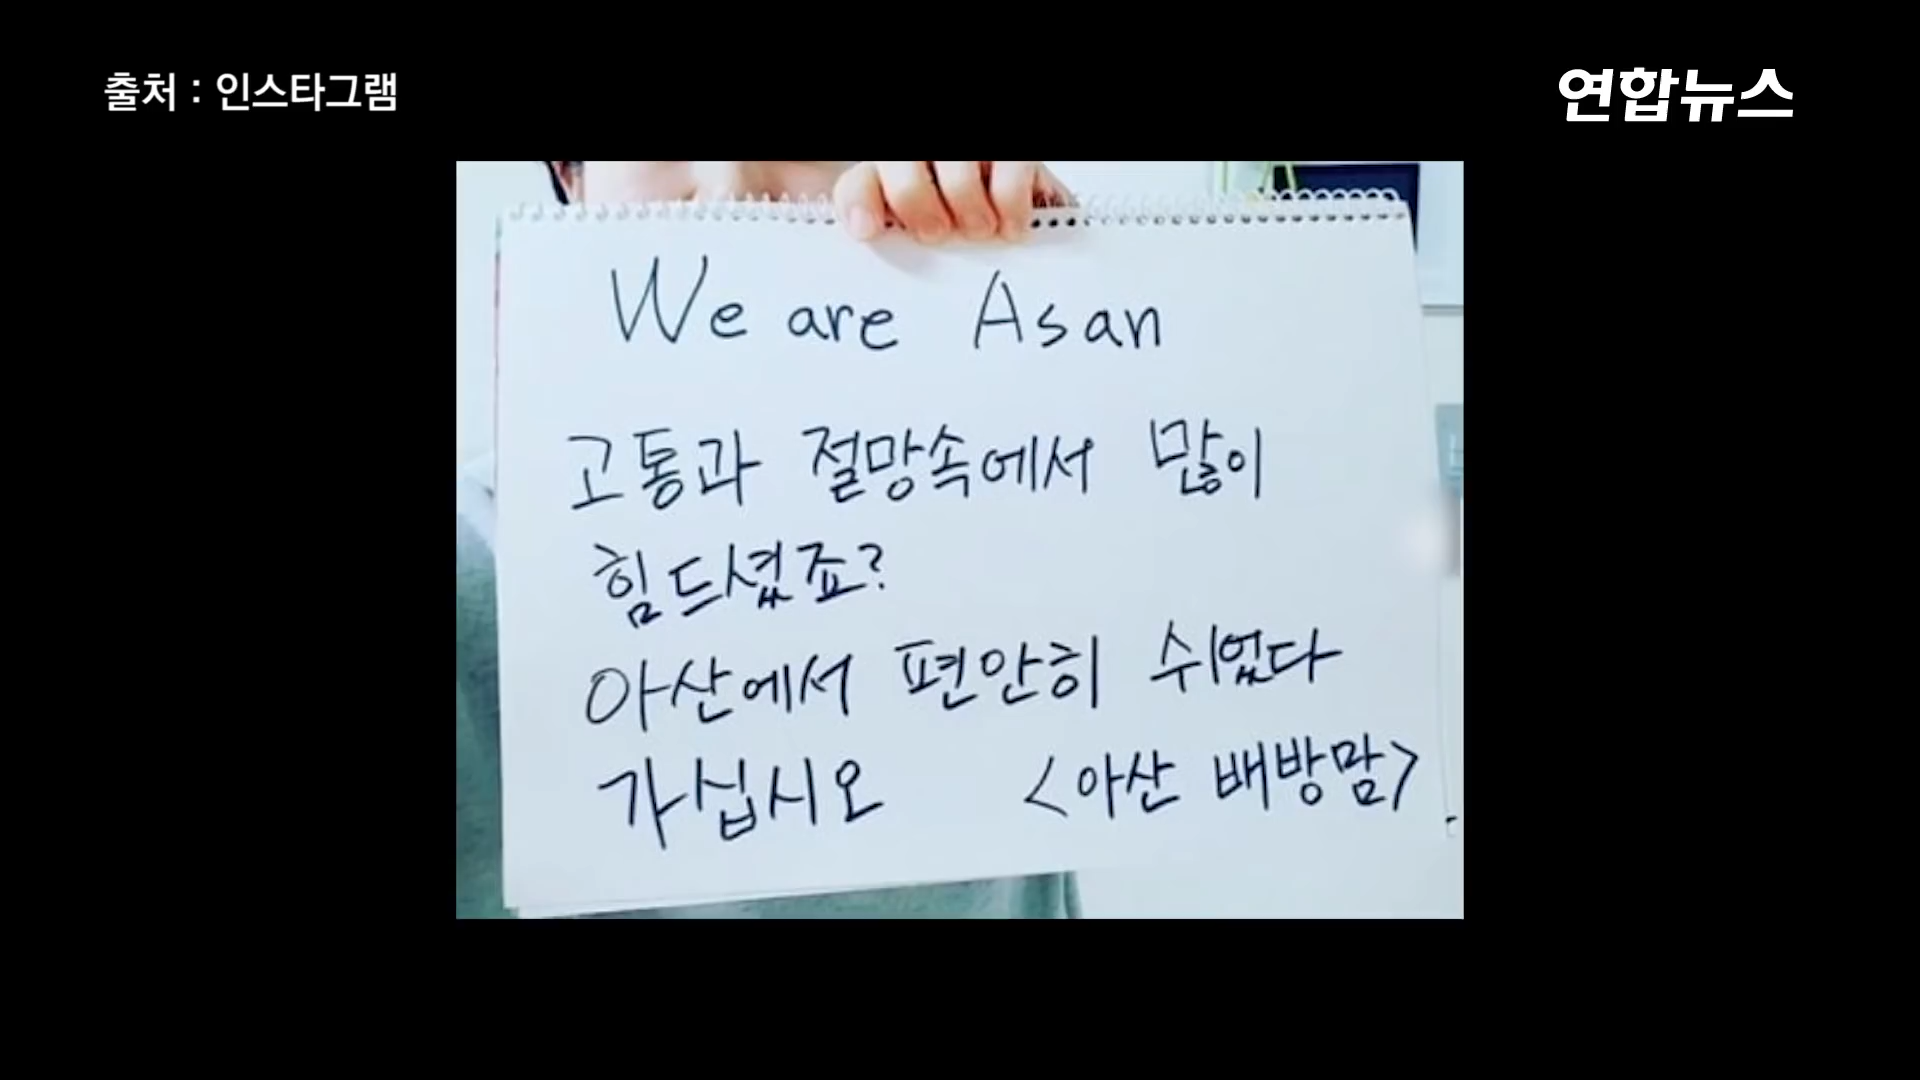 출처 : 인스타그램
연합뉴스
We are Asan
고통과 절망속에서 많이
힘드셨죠?
아산에서 편안히 쉬었다
가십시오 <아산 배방맘>